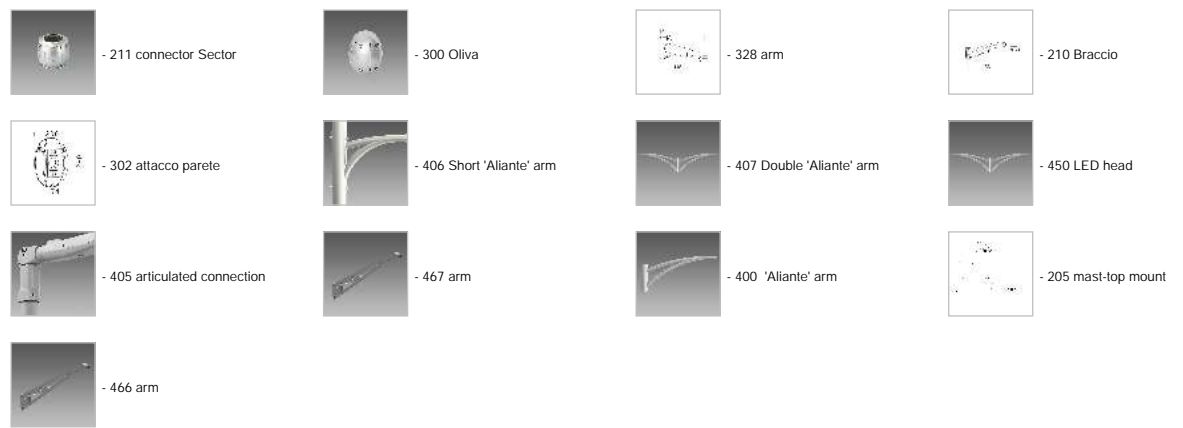 - 211 connector Sector
- 300 Oliva
- 328 arm
- 210 Braccio
- 302 attacco parete
- 406 Short 'Aliante' arm
- 407 Double 'Aliante' arm
- 450 LED head
- 405 articulated connection
- 467 arm
- 400  'Aliante' arm
- 205 mast-top mount
- 466 arm